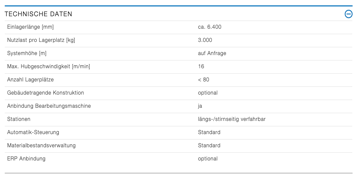 TECHNISCHE DATEN
Einlagerlänge [mm] ca. 6.400
Nutzlast pro Lagerplatz [kg] 3.000
Systemhöhe [m] auf Anfrage
Max. Hubgeschwindigkeit [m/min] 16
Anzahl Lagerplätze < 80
Gebäudetragende Konstruktion optional
Anbindung Bearbeitungsmaschine ja
Stationen längs-/stirnseitig verfahrbar
Automatik-Steuerung Standard
Materialbestandsverwaltung Standard
ERP Anbindung optional